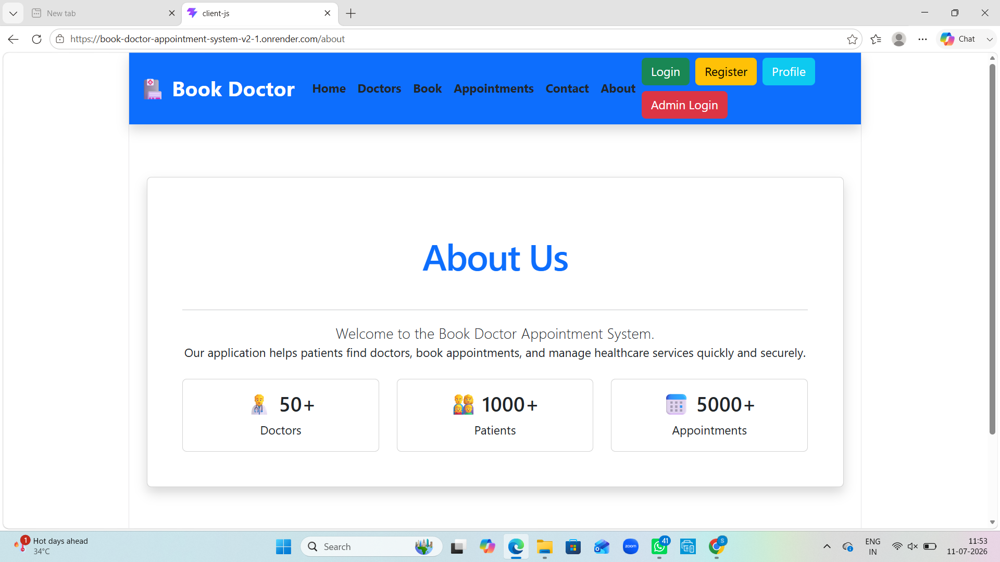 New tab
client-js
https://book-doctor-appointment-system-v2-1.onrender.com/about
Chat
Book Doctor
Home
Doctors
Book
Appointments
Contact
About
Login
Register
Profile
Admin Login
About Us
Welcome to the Book Doctor Appointment System.
Our application helps patients find doctors, book appointments, and manage healthcare services quickly and securely.
50+
Doctors
1000+
Patients
5000+
Appointments
1
Hot days ahead
34°C
Search
zoom
41
S
ENG
IN
11:53
11-07-2026